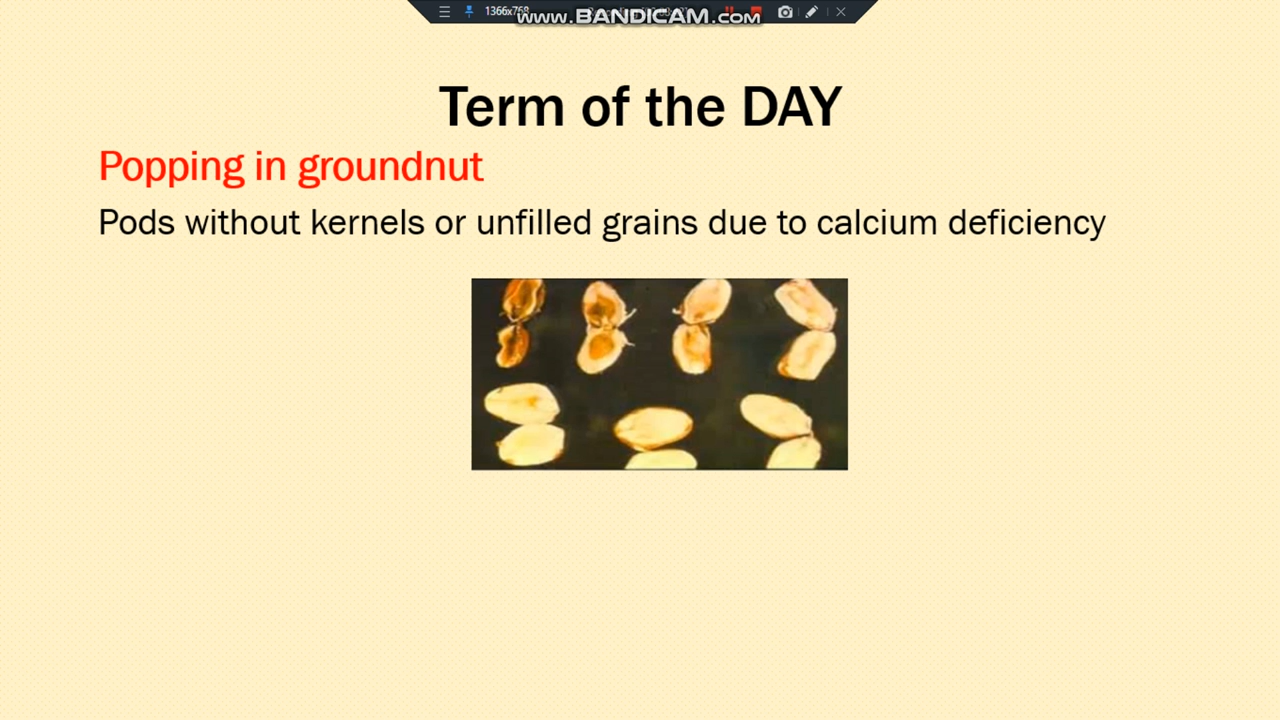 1366x768
www.BANDICAM.com
Term of the DAY
Popping in groundnut
Pods without kernels or unfilled grains due to calcium deficiency